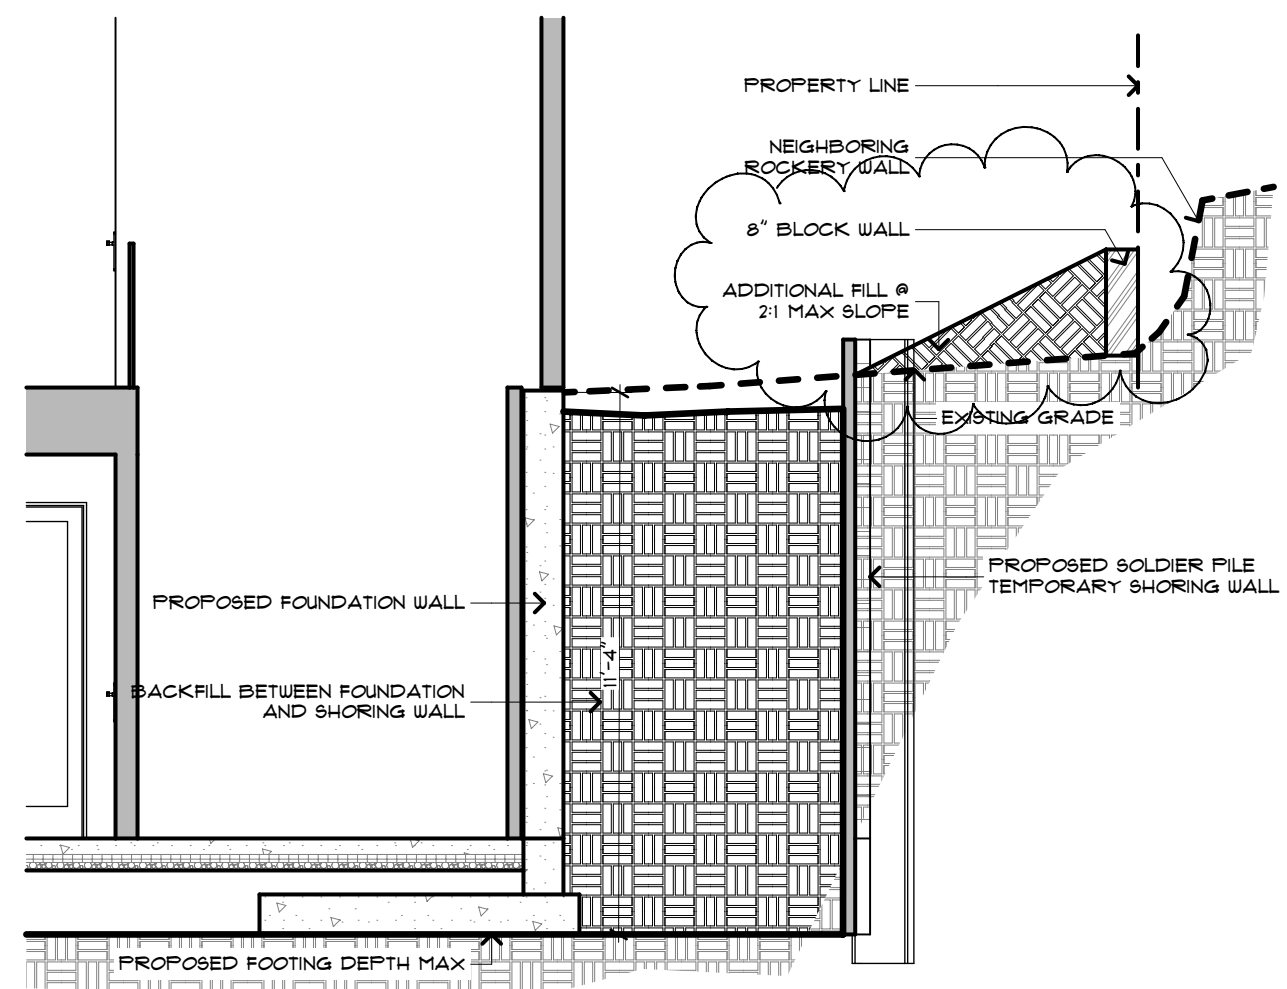 PROPERTY LINE
NEIGHBORING
ROCKERY WALL
8" BLOCK WALL
ADDITIONAL FILL @
2:1 MAX SLOPE
EXISTING GRADE
PROPOSED SOLDIER PILE
TEMPORARY SHORING WALL
PROPOSED FOUNDATION WALL
11'-4"
BACKFILL BETWEEN FOUNDATION
AND SHORING WALL
PROPOSED FOOTING DEPTH MAX